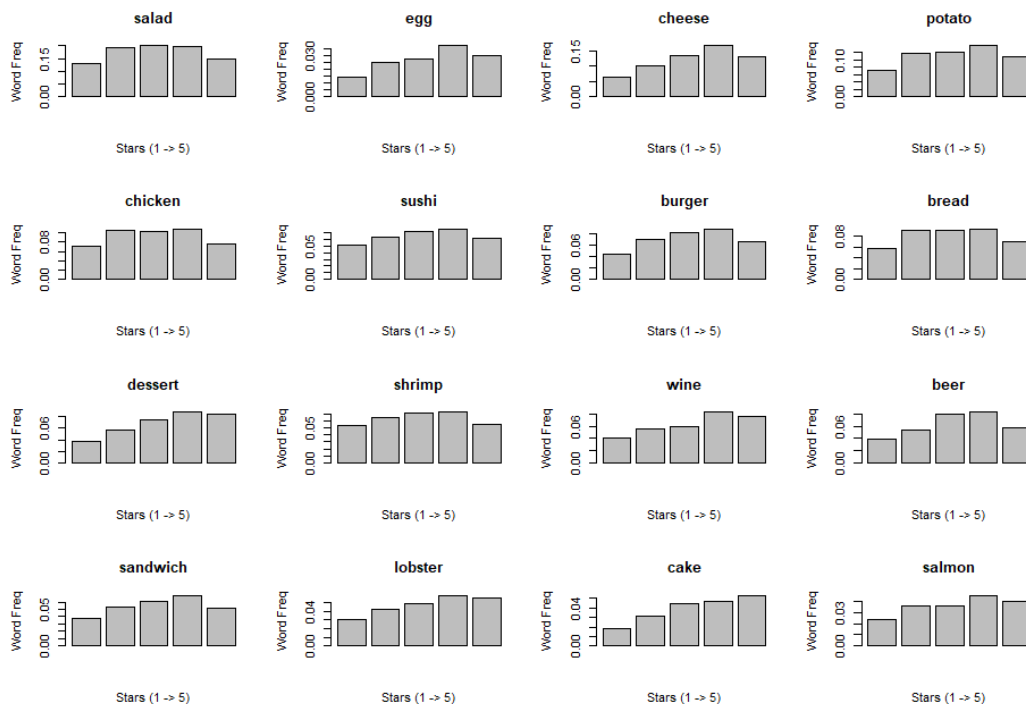 salad
Word Freq
0.00
0.15
Stars (1 -> 5)
egg
Word Freq
0.000
0.030
Stars (1 -> 5)
cheese
Word Freq
0.00
0.15
Stars (1 -> 5)
potato
Word Freq
0.00
0.10
Stars (1 -> 5)
chicken
Word Freq
0.00
0.08
Stars (1 -> 5)
sushi
Word Freq
0.00
0.05
Stars (1 -> 5)
burger
Word Freq
0.00
0.06
Stars (1 -> 5)
bread
Word Freq
0.00
0.08
Stars (1 -> 5)
dessert
Word Freq
0.00
0.06
Stars (1 -> 5)
shrimp
Word Freq
0.00
0.05
Stars (1 -> 5)
wine
Word Freq
0.00
0.06
Stars (1 -> 5)
beer
Word Freq
0.00
0.06
Stars (1 -> 5)
sandwich
Word Freq
0.00
0.05
Stars (1 -> 5)
lobster
Word Freq
0.00
0.04
Stars (1 -> 5)
cake
Word Freq
0.00
0.04
Stars (1 -> 5)
salmon
Word Freq
0.00
0.03
Stars (1 -> 5)